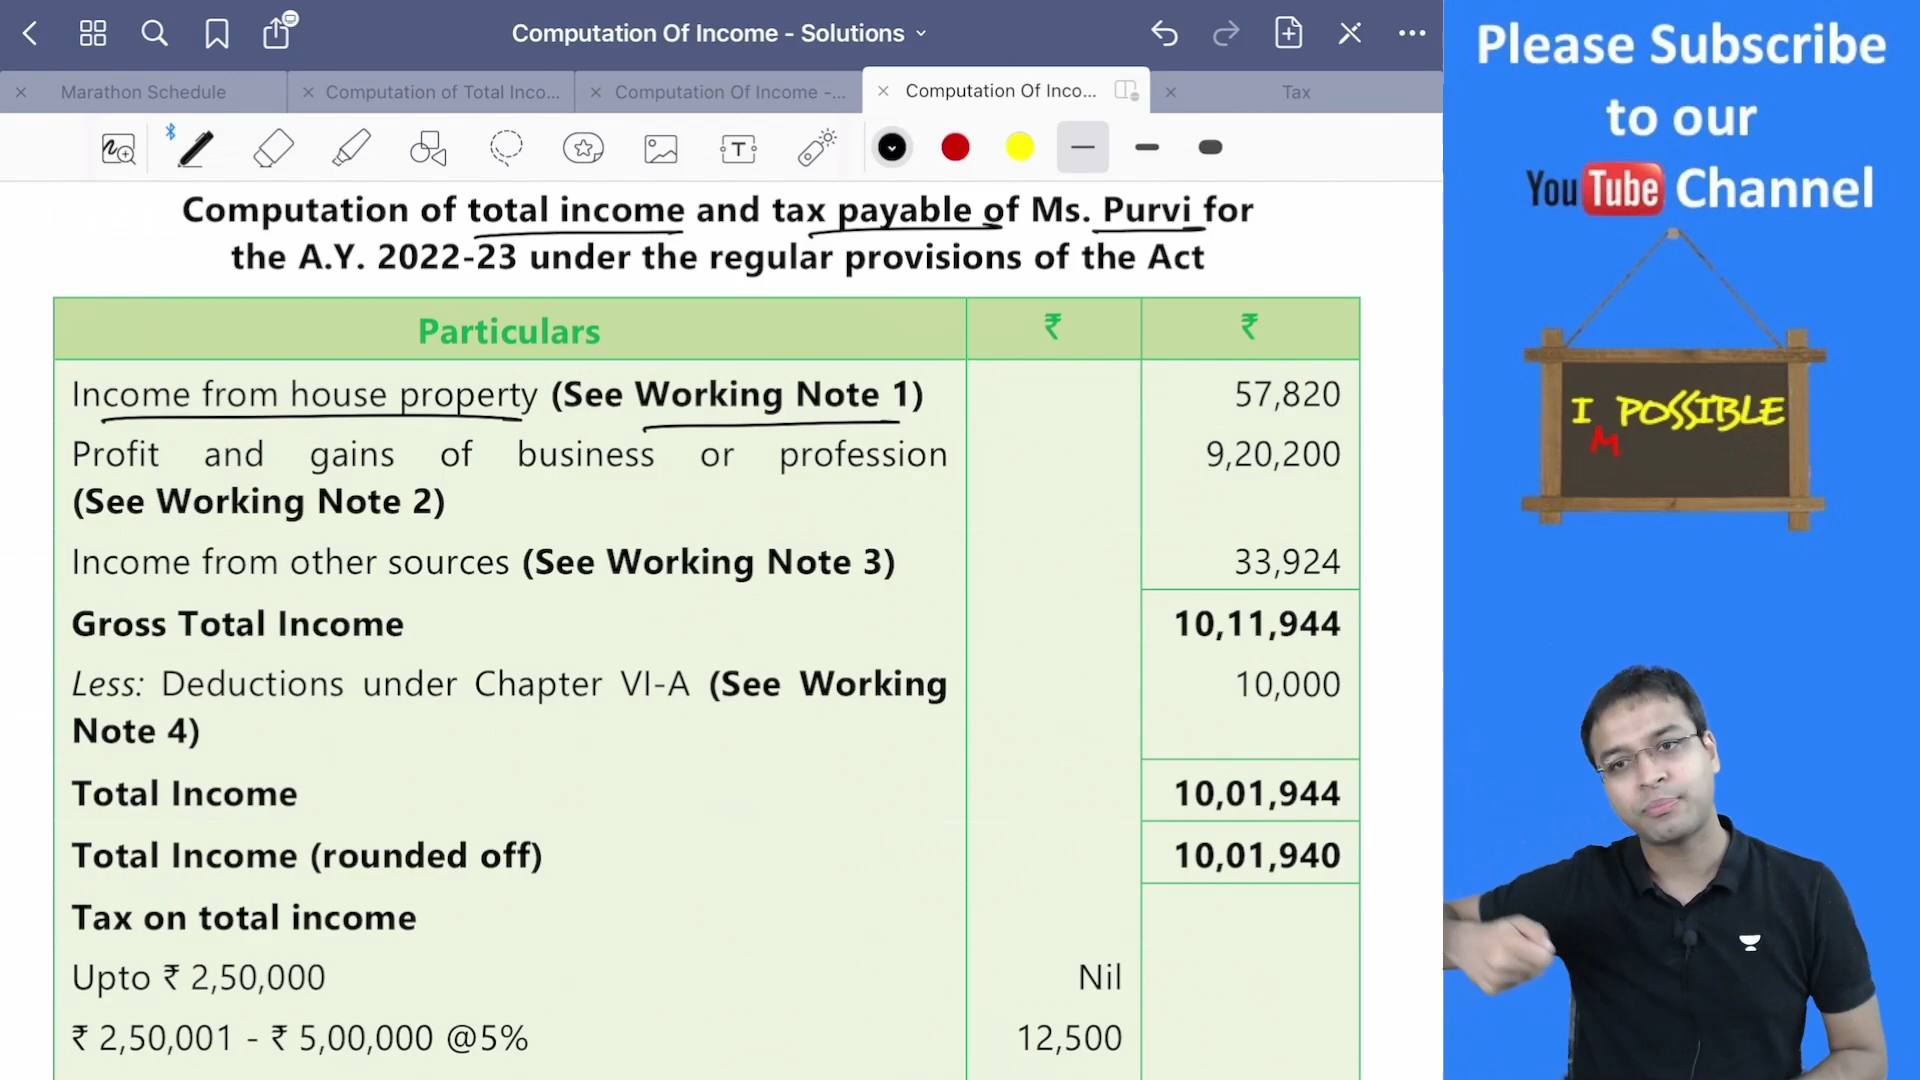 Computation Of Income - Solutions
Marathon Schedule
Computation of Total Inco...
Computation Of Income -...
Computation Of Inco...
Tax
Computation of total income and tax payable of Ms. Purvi for
the A.Y. 2022-23 under the regular provisions of the Act
Particulars ₹ ₹
Income from house property (See Working Note 1) 57,820
Profit and gains of business or profession 9,20,200
(See Working Note 2)
Income from other sources (See Working Note 3) 33,924
Gross Total Income 10,11,944
Less: Deductions under Chapter VI-A (See Working 10,000
Note 4)
Total Income 10,01,944
Total Income (rounded off) 10,01,940
Tax on total income
Upto ₹ 2,50,000 Nil
₹ 2,50,001 - ₹ 5,00,000 @5% 12,500
Please Subscribe
to our
YouTube Channel
I POSSIBLE
M